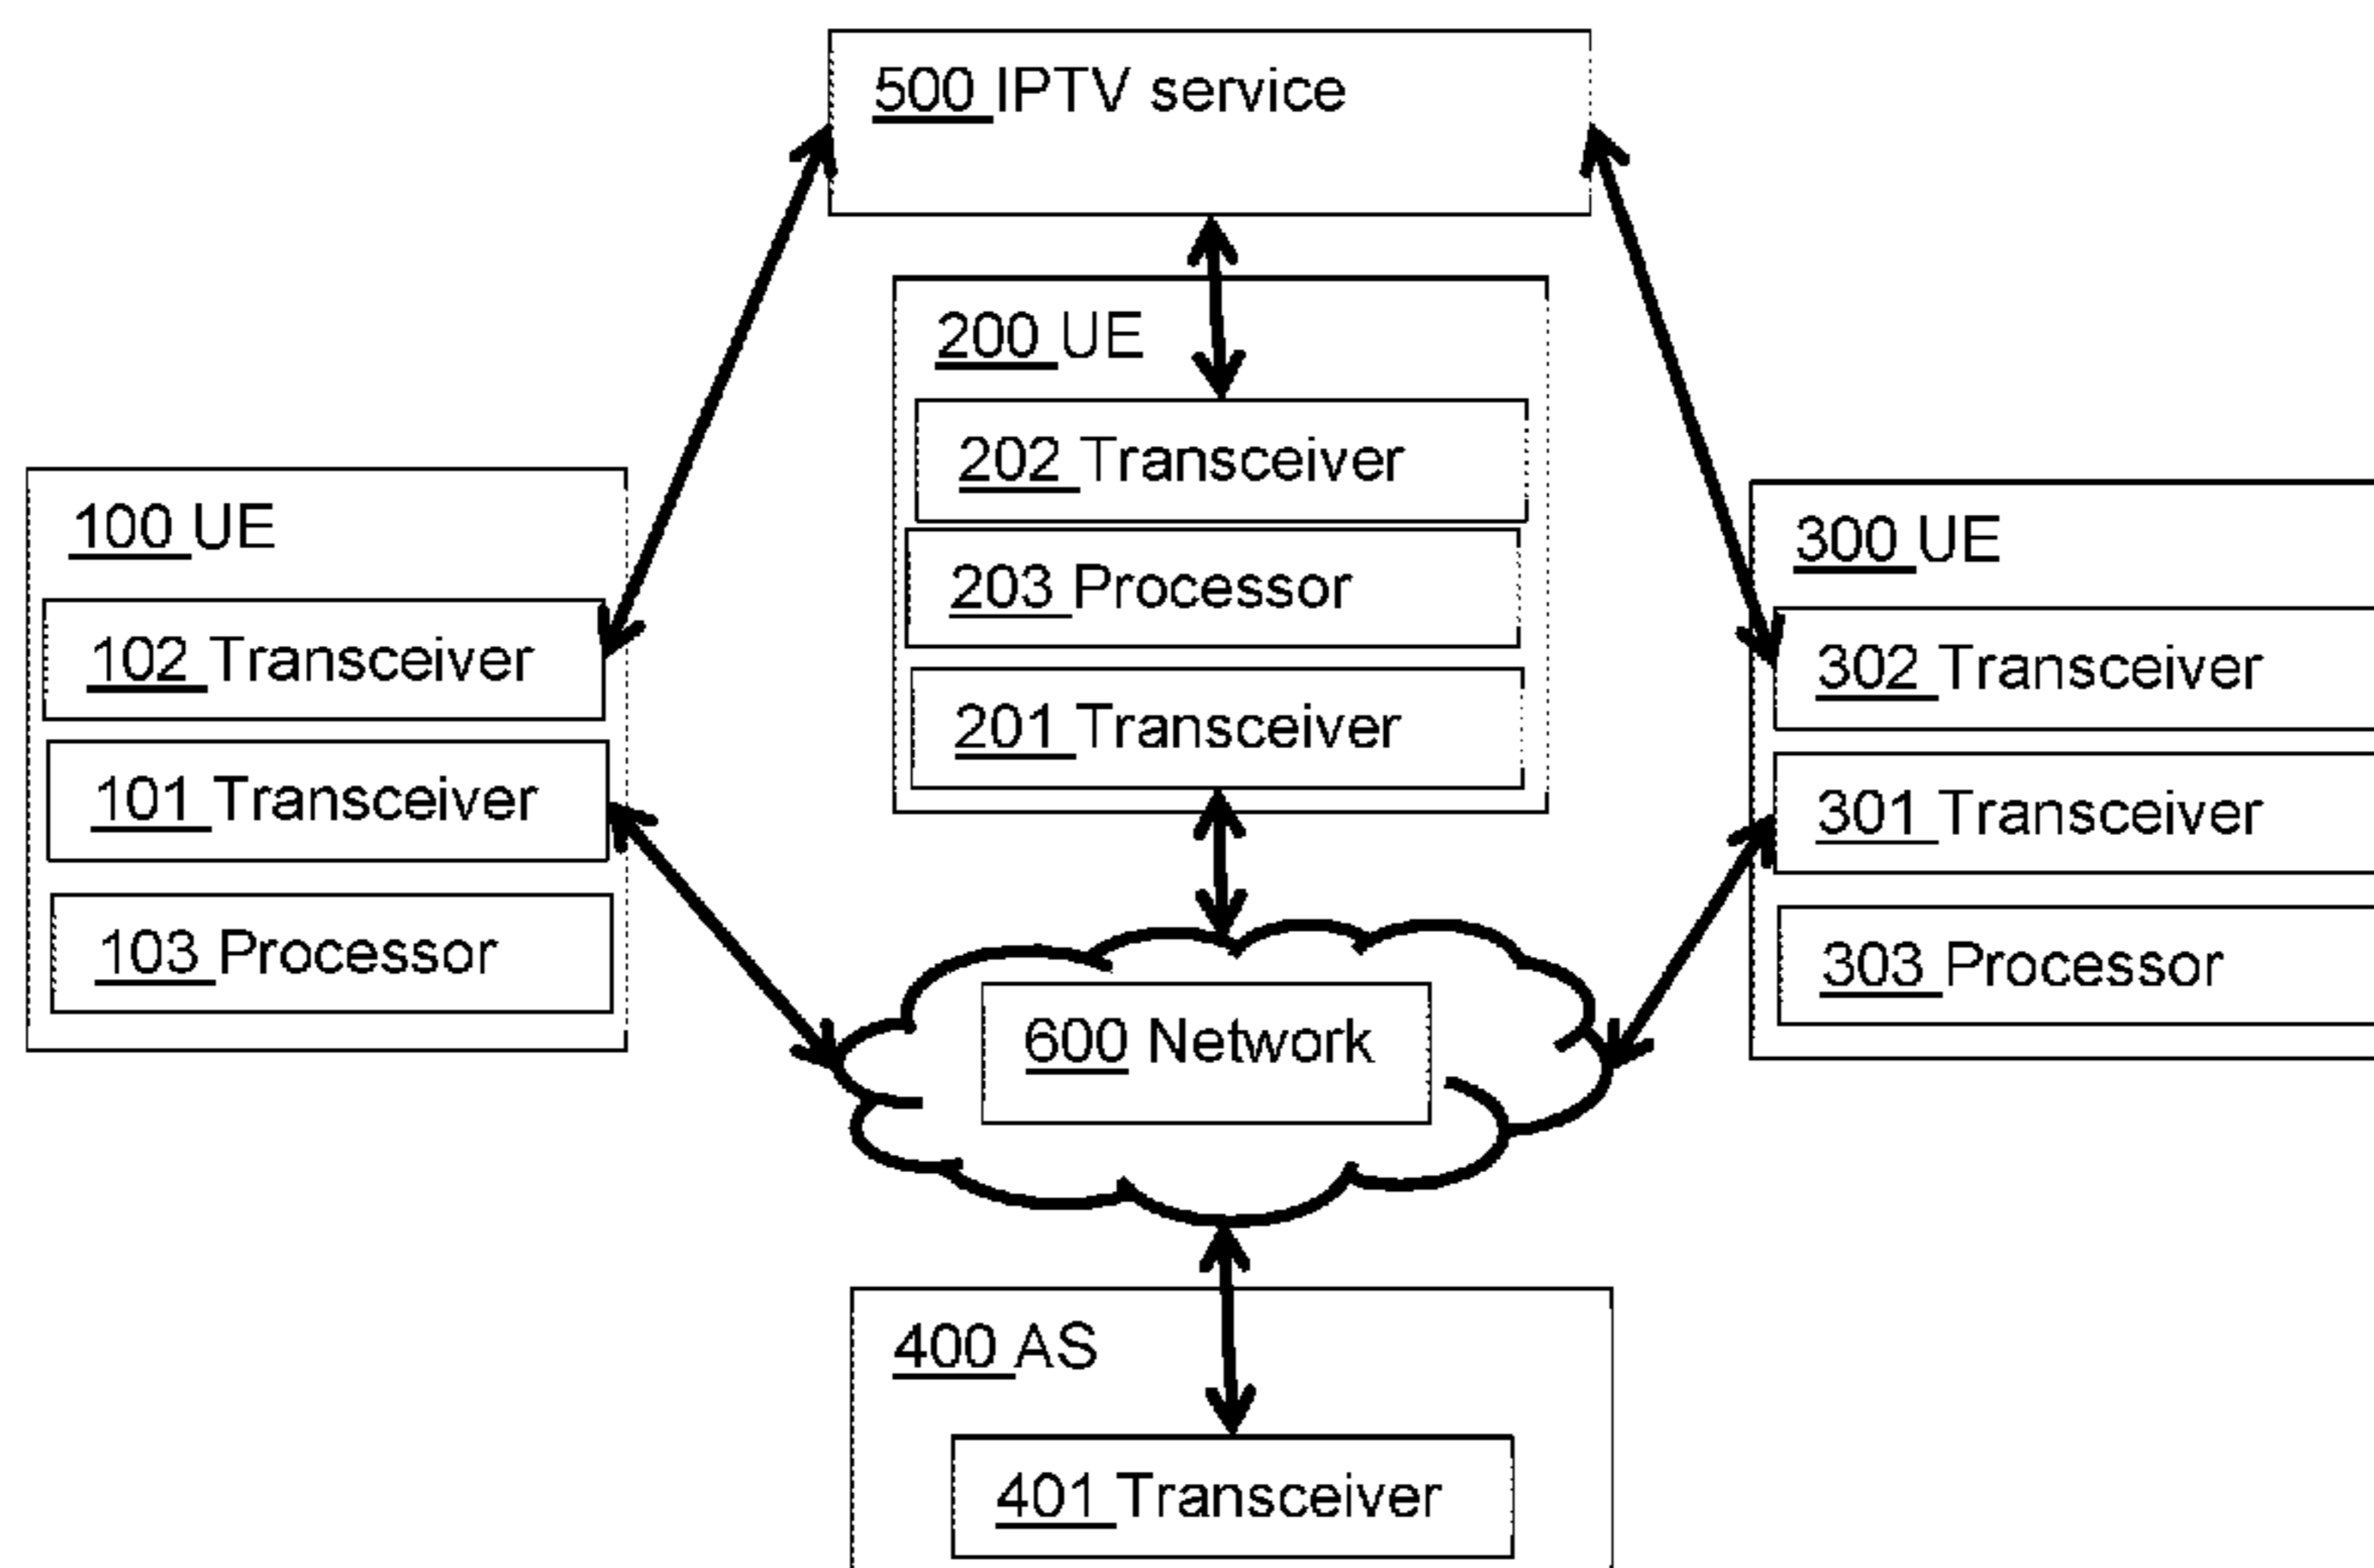 500 IPTV service
200 UE
202 Transceiver
203 Processor
201 Transceiver
100 UE
102 Transceiver
101 Transceiver
103 Processor
300 UE
302 Transceiver
301 Transceiver
303 Processor
600 Network
400 AS
401 Transceiver